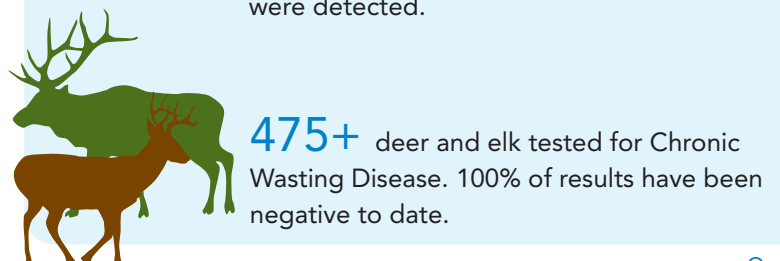 were detected.
475+ deer and elk tested for Chronic
Wasting Disease. 100% of results have been
negative to date.